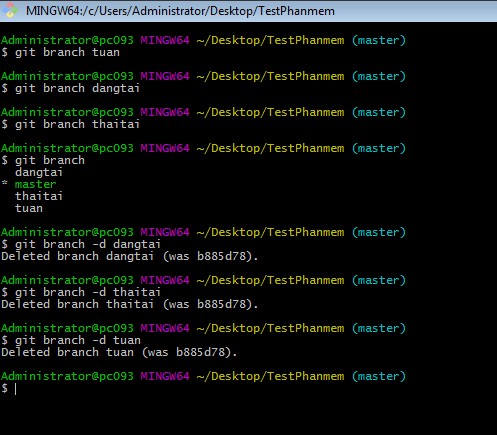 MINGW64:/c/Users/Administrator/Desktop/TestPhanmem
Administrator@pc093 MINGW64 ~/Desktop/TestPhanmem (master)
$ git branch tuan
Administrator@pc093 MINGW64 ~/Desktop/TestPhanmem (master)
$ git branch dangtai
Administrator@pc093 MINGW64 ~/Desktop/TestPhanmem (master)
$ git branch thaitai
Administrator@pc093 MINGW64 ~/Desktop/TestPhanmem (master)
$ git branch
dangtai
* master
thaitai
tuan
Administrator@pc093 MINGW64 ~/Desktop/TestPhanmem (master)
$ git branch -d dangtai
Deleted branch dangtai (was b885d78).
Administrator@pc093 MINGW64 ~/Desktop/TestPhanmem (master)
$ git branch -d thaitai
Deleted branch thaitai (was b885d78).
Administrator@pc093 MINGW64 ~/Desktop/TestPhanmem (master)
$ git branch -d tuan
Deleted branch tuan (was b885d78).
Administrator@pc093 MINGW64 ~/Desktop/TestPhanmem (master)
$